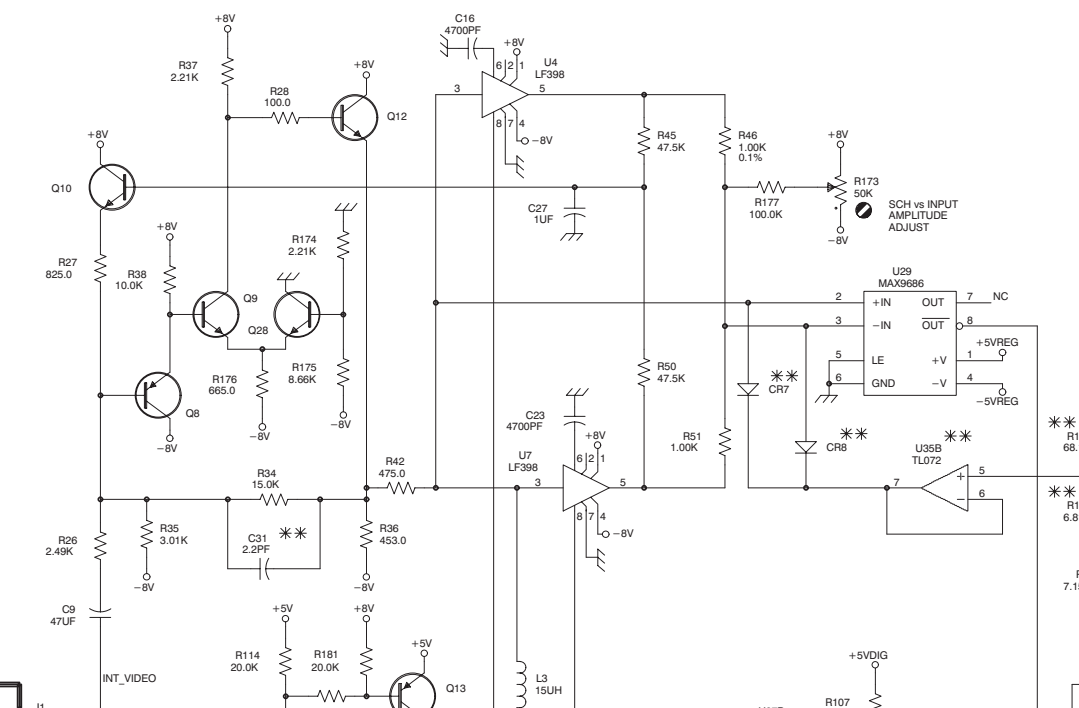 +8V
R37
2.21K
R28
100.0
+8V
Q12
+8V
Q10
C16
4700PF
+8V
U4
LF398
6 2 1
3
5
8 7 4
−8V
R45
47.5K
R46
1.00K
0.1%
+8V
R177
100.0K
R173
50K
SCH vs INPUT
AMPLITUDE
ADJUST
−8V
C27
1UF
R27
825.0
+8V
R38
10.0K
R174
2.21K
Q9
Q28
Q8
−8V
R176
665.0
−8V
R175
8.66K
−8V
U29
MAX9686
2
+IN
OUT
7
NC
3
−IN
OUT
8
+5VREG
5
LE
+V
1
6
GND
−V
4
−5VREG
R50
47.5K
CR7
**
CR8
**
**
U35B
TL072
7
+
5
−
6
**
R1
68.
**
R1
6.8
R
7.15
C23
4700PF
+8V
U7
LF398
6 2 1
3
5
8 7 4
−8V
R51
1.00K
R34
15.0K
R42
475.0
R26
2.49K
R35
3.01K
−8V
C31
2.2PF
**
R36
453.0
−8V
C9
47UF
INT_VIDEO
J1
+5V
+8V
R114
20.0K
R181
20.0K
+5V
Q13
L3
15UH
+5VDIG
R107